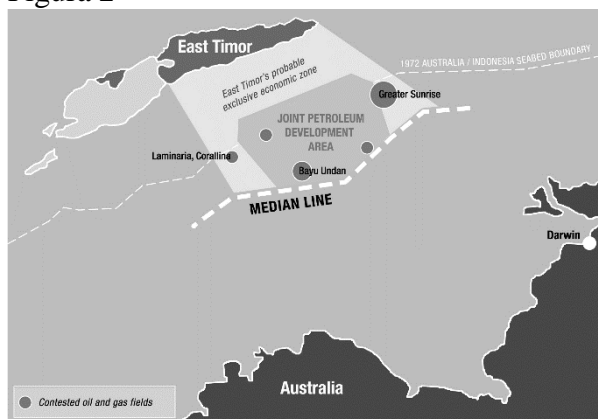 Figura 2
East Timor
East Timor's probable
exclusive economic zone
1972 AUSTRALIA / INDONESIA SEABED BOUNDARY
Greater Sunrise
JOINT PETROLEUM
DEVELOPMENT
AREA
Laminaria, Corallina
Bayu Undan
MEDIAN LINE
Darwin
Australia
Contested oil and gas fields